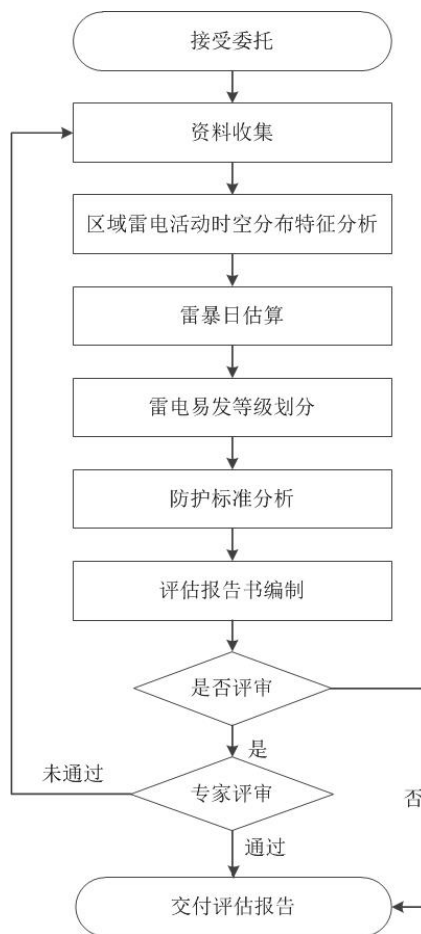 接受委托
资料收集
区域雷电活动时空分布特征分析
雷暴日估算
雷电易发等级划分
防护标准分析
评估报告书编制
是否评审
是
未通过
专家评审
否
通过
交付评估报告